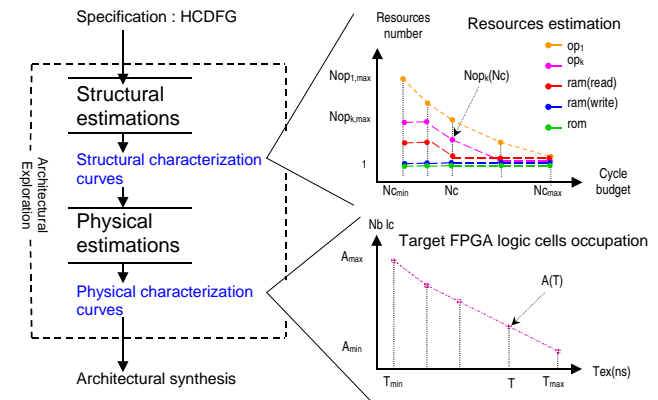 Specification : HCDFG
Structural
estimations
Structural characterization
curves
Architectural
Exploration
Physical
estimations
Physical characterization
curves
Architectural synthesis
Resources
number
Resources estimation
op1
opk
ram(read)
ram(write)
rom
Nop1,max
Nopk,max
1
Nopk(Nc)
Ncmin
Nc
Ncmax
Cycle
budget
Nb lc
Target FPGA logic cells occupation
Amax
Amin
A(T)
Tmin
T
Tmax
Tex(ns)